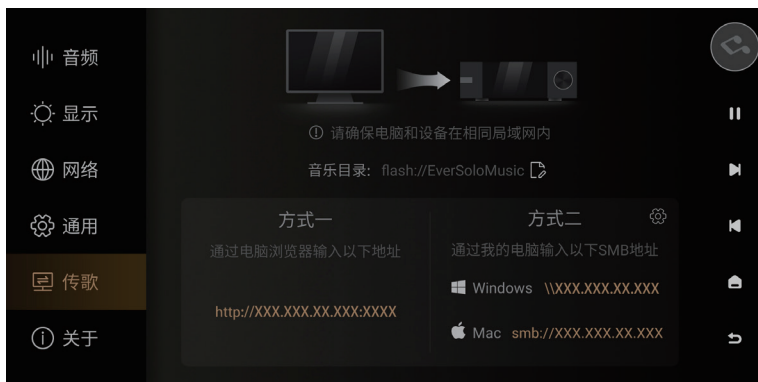 音频
显示
网络
通用
传歌
关于
请确保电脑和设备在相同局域网内
音乐目录: flash://EverSoloMusic
方式一
通过电脑浏览器输入以下地址
http://XXX.XXX.XX.XXX:XXXX
方式二
通过我的电脑输入以下SMB地址
Windows \\XXX.XXX.XX.XXX
Mac smb://XXX.XXX.XX.XXX